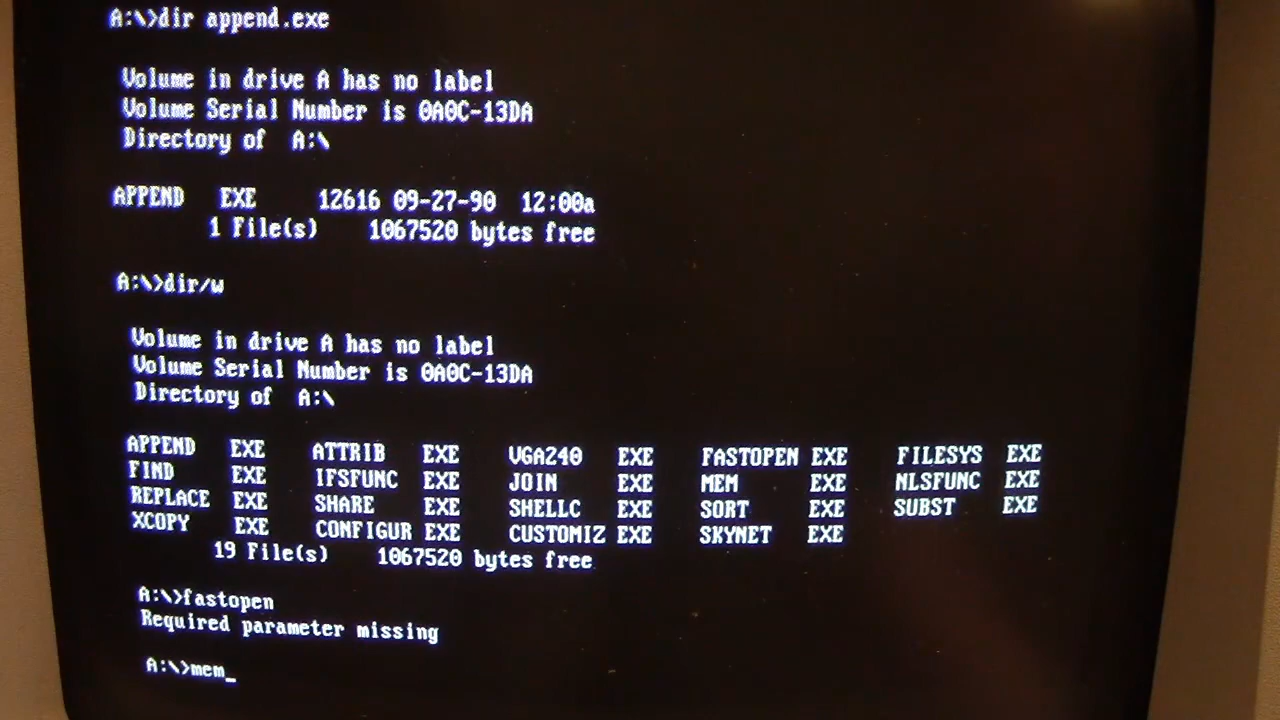 A:\>dir append.exe
Volume in drive A has no label
Volume Serial Number is 0A0C-13DA
Directory of A:\
APPEND EXE 12616 09-27-90 12:00a
1 File(s) 1067520 bytes free
A:\>dir/w
Volume in drive A has no label
Volume Serial Number is 0A0C-13DA
Directory of A:\
APPEND EXE ATTRIB EXE VGA240 EXE FASTOPEN EXE FILESYS EXE
FIND EXE IFSFUNC EXE JOIN EXE MEM EXE NLSFUNC EXE
REPLACE EXE SHARE EXE SHELLC EXE SORT EXE SUBST EXE
XCOPY EXE CONFIGUR EXE CUSTOMIZ EXE SKYNET EXE
19 File(s) 1067520 bytes free
A:\>fastopen
Required parameter missing
A:\>mem_